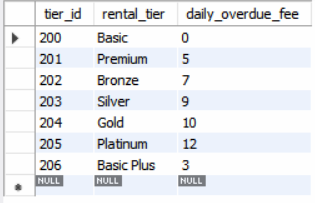 tier_id rental_tier daily_overdue_fee
200 Basic 0
201 Premium 5
202 Bronze 7
203 Silver 9
204 Gold 10
205 Platinum 12
206 Basic Plus 3
NULL NULL NULL